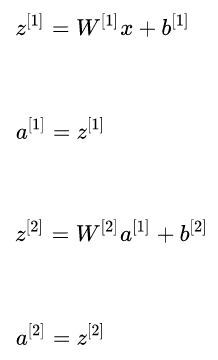 z^{[1]} = W^{[1]}x + b^{[1]}
a^{[1]} = z^{[1]}
z^{[2]} = W^{[2]}a^{[1]} + b^{[2]}
a^{[2]} = z^{[2]}